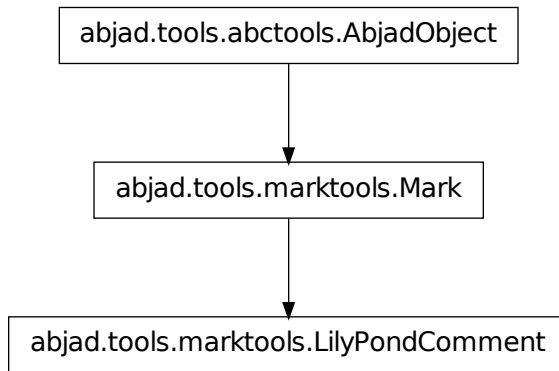 abjad.tools.abctools.AbjadObject
abjad.tools.marktools.Mark
abjad.tools.marktools.LilyPondComment